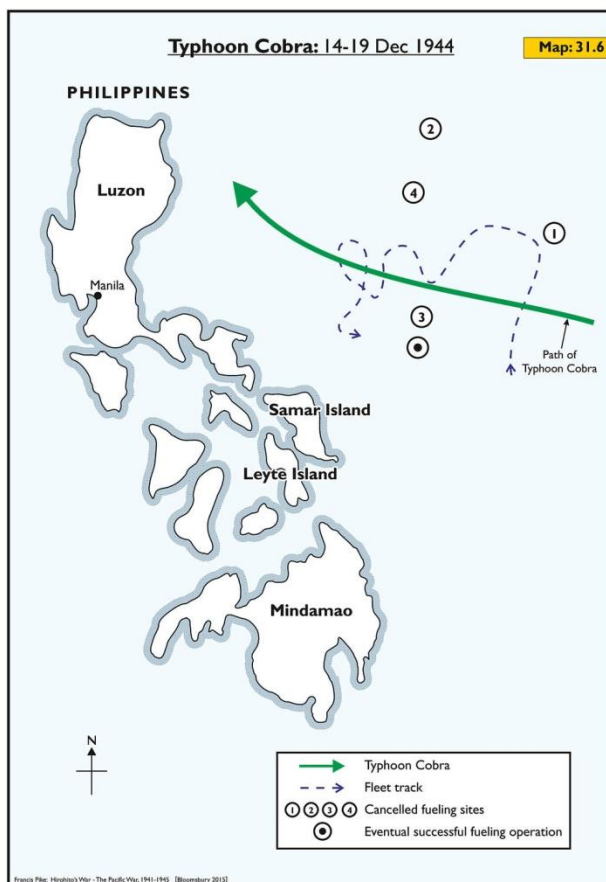 Typhoon Cobra: 14-19 Dec 1944
Map: 31.6
PHILIPPINES
2
Luzon
4
1
Manila
3
Path of
Typhoon Cobra
Samar Island
Leyte Island
Mindamao
N
Typhoon Cobra
Fleet track
1 2 3 4 Cancelled fueling sites
Eventual successful fueling operation
Francis Pike: Hirohito's War - The Pacific War, 1941-1945 [Bloomsbury 2015]